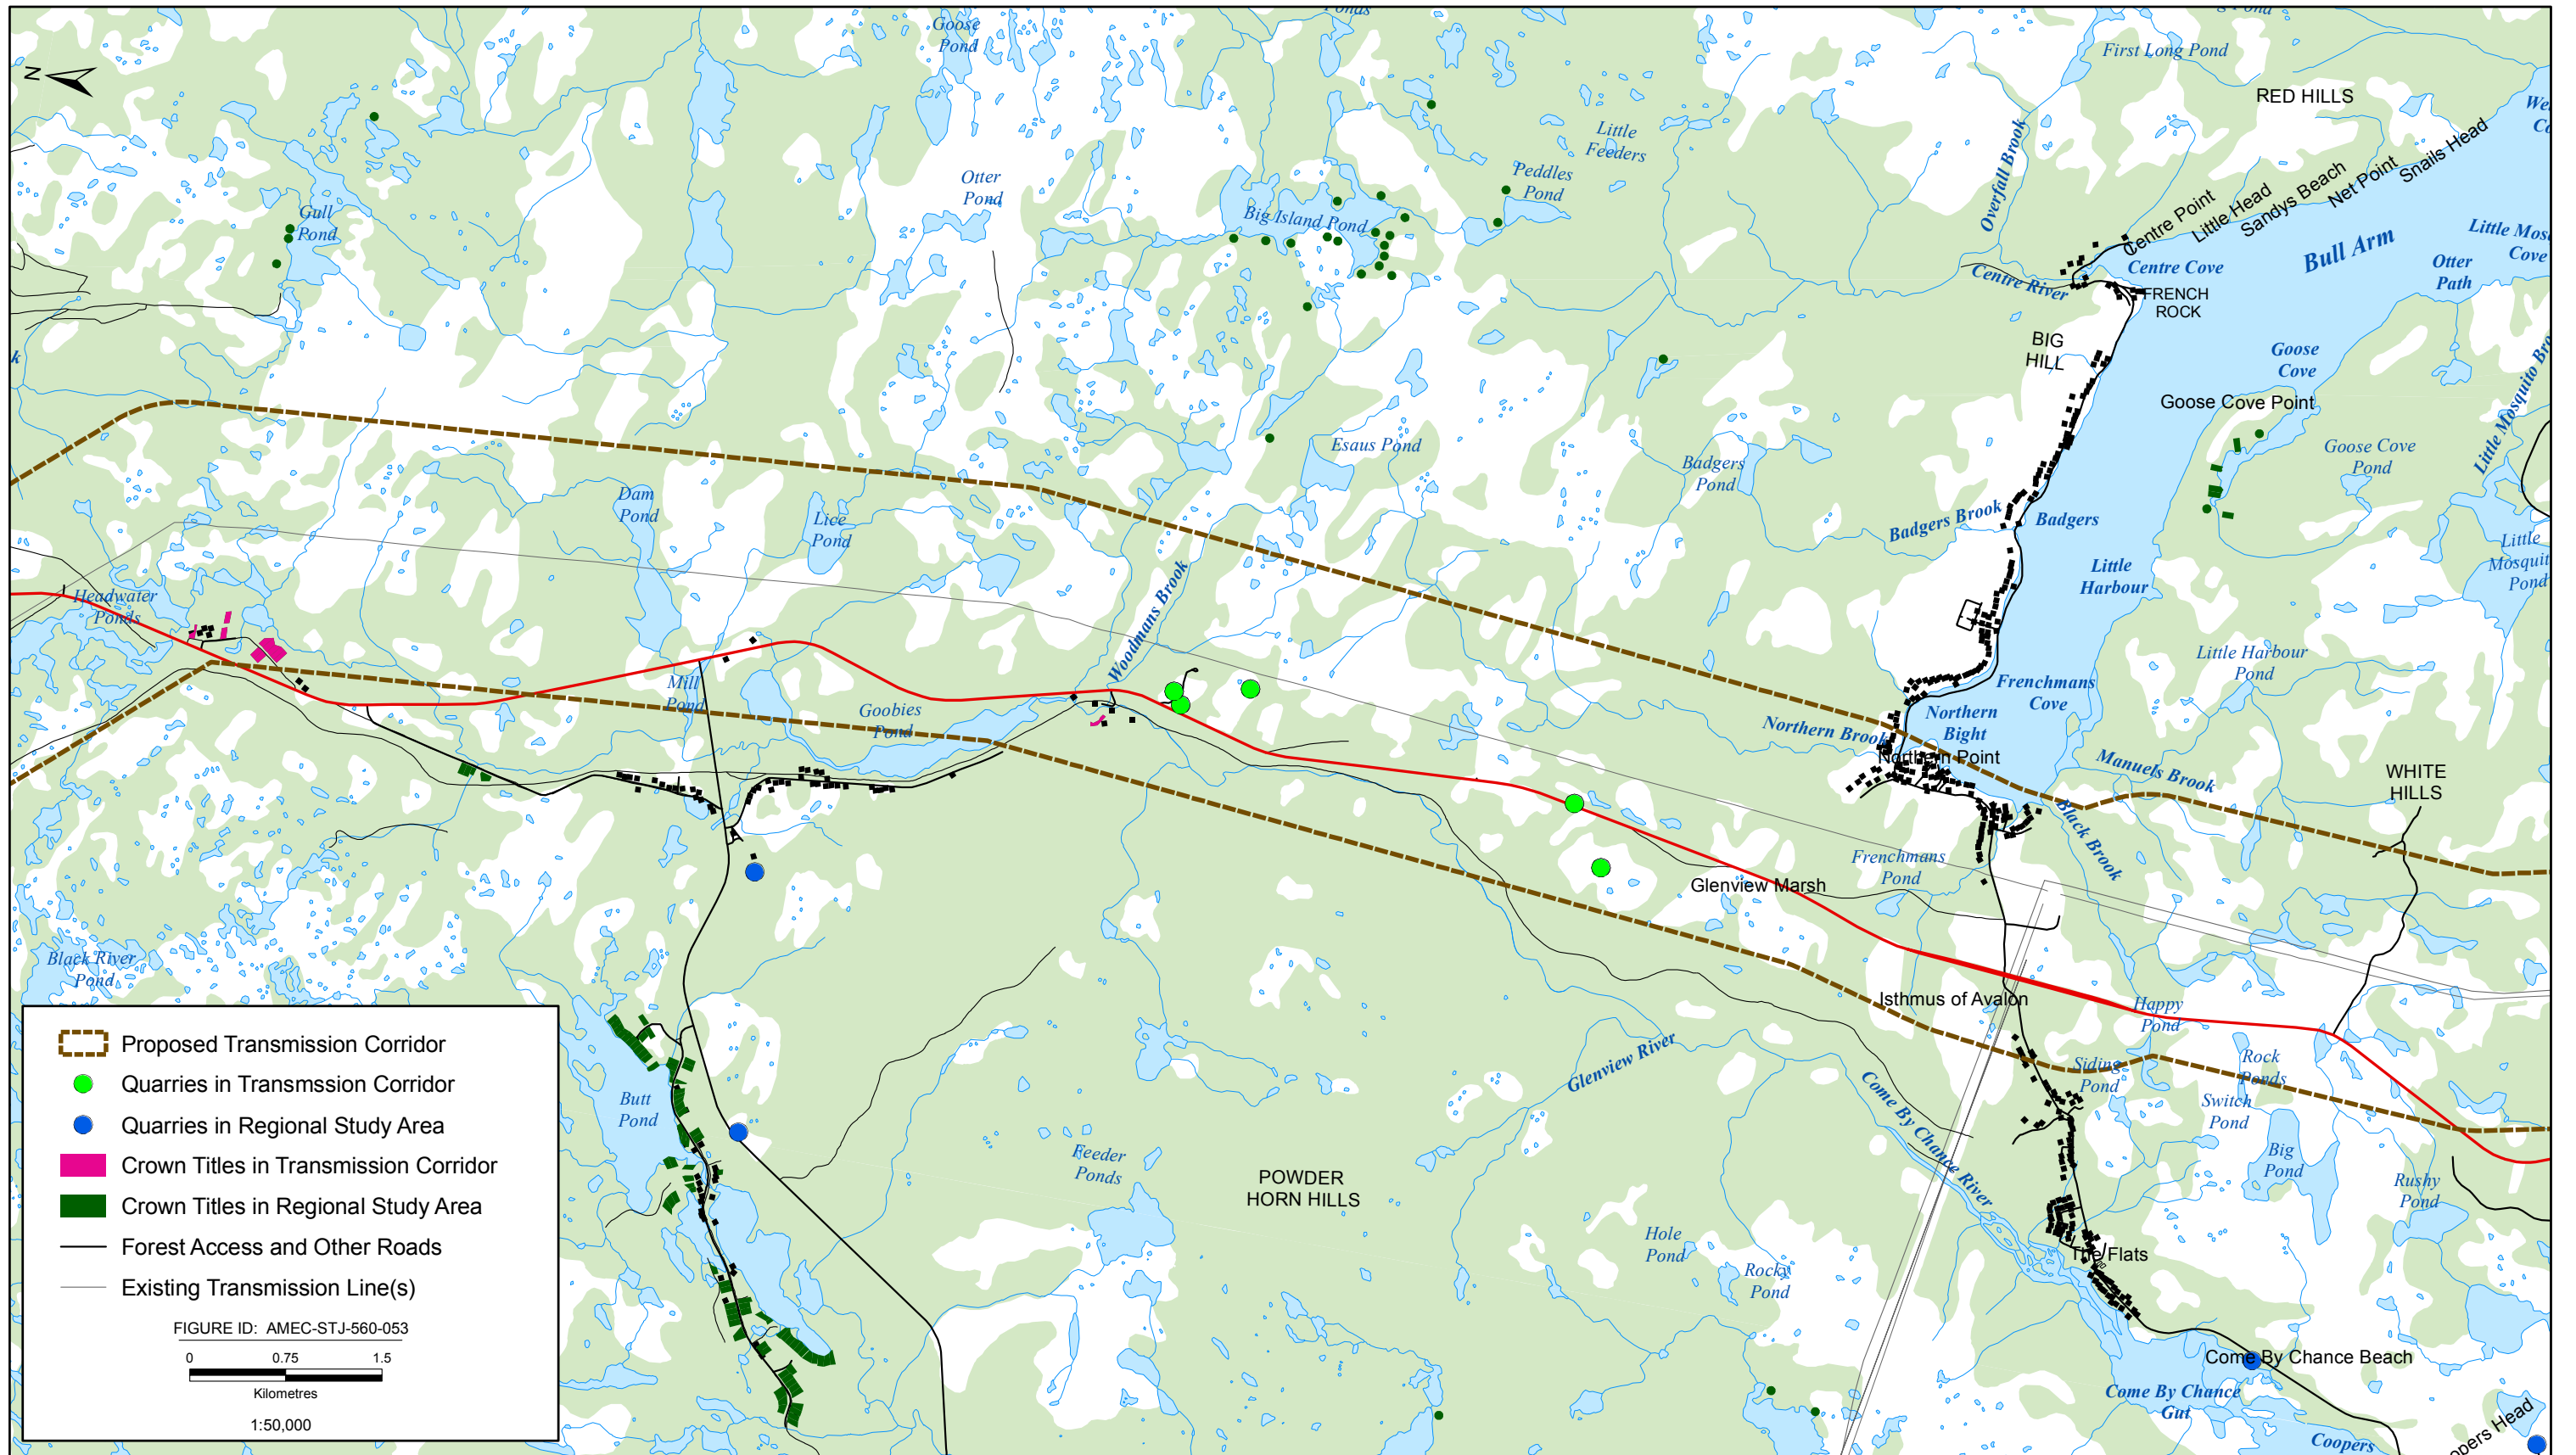 Ponds
Goose
Pond
First Long Pond
RED HILLS
N
Little
Feeders
Overfall Brook
Snails Head
Net Point
Sandys Beach
Little Head
Centre Point
Otter
Pond
Peddles
Pond
Big Island Pond
Gull
Pond
Bull Arm
Little Mos
Cove
Otter
Path
Centre Cove
Centre River
FRENCH
ROCK
BIG
HILL
Goose
Cove
Goose Cove Point
Little Mosquito Bro
Goose Cove
Pond
Esaus Pond
Badgers
Pond
Dam
Pond
Lice
Pond
Badgers Brook
Badgers
Little
Mosquit
Pond
Little
Harbour
Headwater
Ponds
Woodmans Brook
Little Harbour
Pond
Mill
Pond
Goobies
Pond
Frenchmans
Cove
Northern
Bight
Northern Brook
Northern Point
Manuels Brook
WHITE
HILLS
Black Brook
Frenchmans
Pond
Glenview Marsh
Black River
Pond
Isthmus of Avalon
Happy
Pond
Glenview River
Siding
Pond
Rock
Ponds
Switch
Pond
Come By Chance River
Big
Pond
Rushy
Pond
Butt
Pond
Feeder
Ponds
POWDER
HORN HILLS
Hole
Pond
Rocky
Pond
The Flats
Come By Chance Beach
Come By Chance
Gut
Coopers
opers Head
Proposed Transmission Corridor
Quarries in Transmssion Corridor
Quarries in Regional Study Area
Crown Titles in Transmission Corridor
Crown Titles in Regional Study Area
Forest Access and Other Roads
Existing Transmission Line(s)
FIGURE ID: AMEC-STJ-560-053
0 0.75 1.5
Kilometres
1:50,000